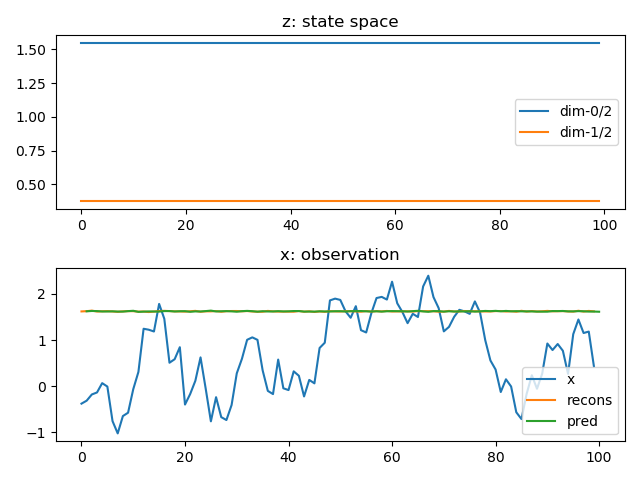 z: state space
1.50
1.25
1.00
0.75
0.50
dim-0/2
dim-1/2
0 20 40 60 80 100
x: observation
2
1
0
−1
x
recons
pred
0 20 40 60 80 100